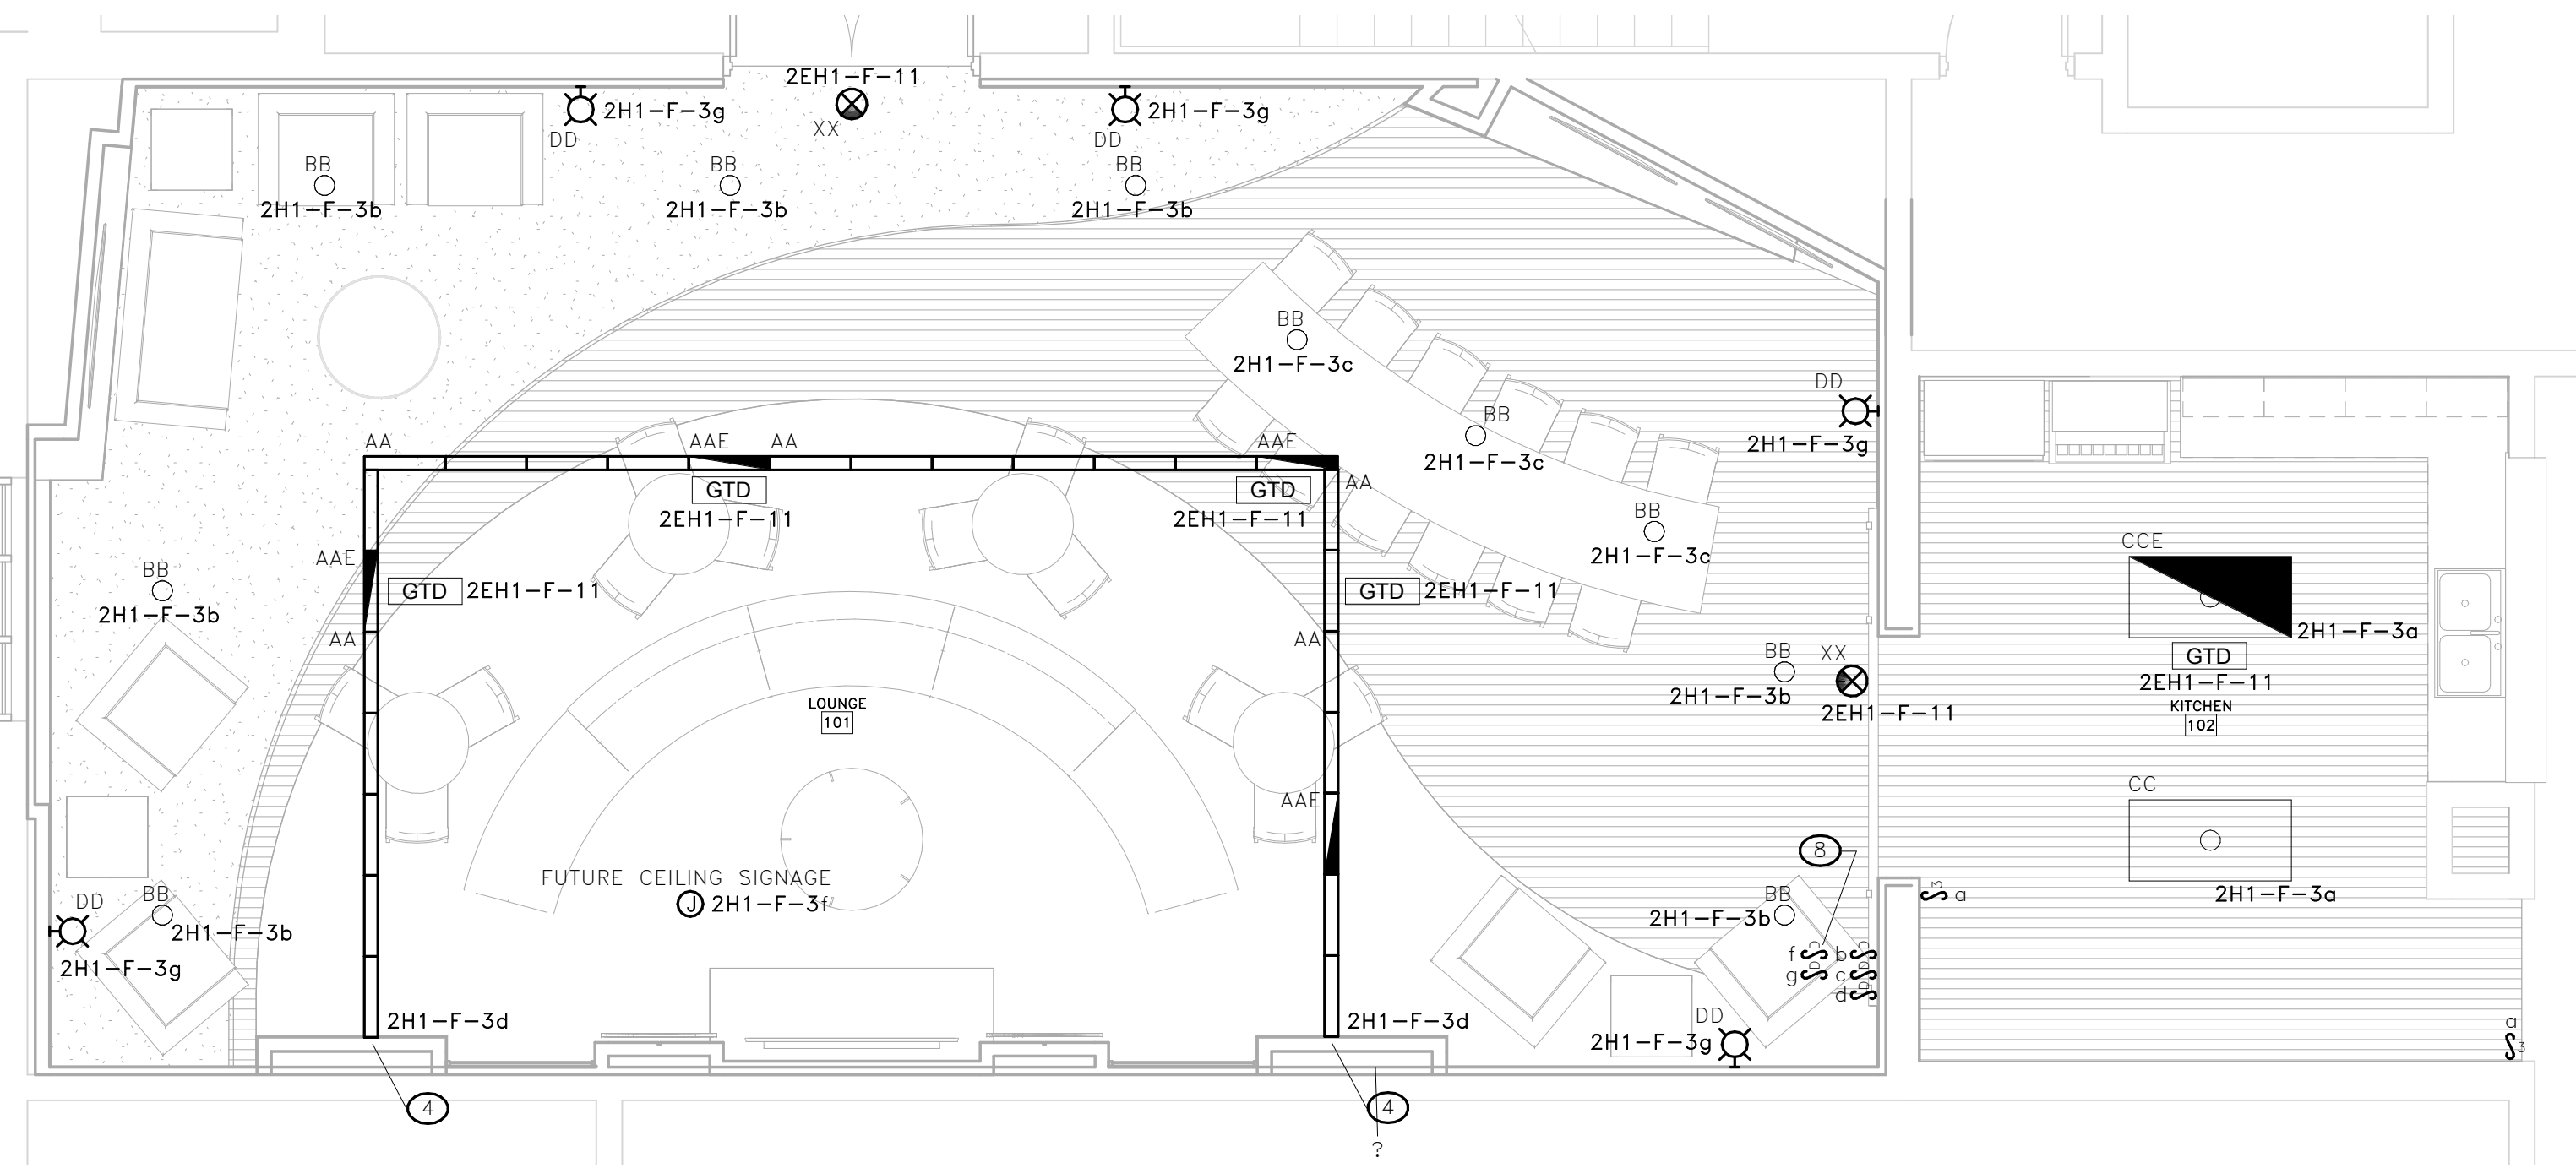 2EH1-F-11
XX
2H1-F-3g
DD
2H1-F-3g
DD
BB
2H1-F-3b
BB
2H1-F-3b
BB
2H1-F-3b
BB
2H1-F-3c
BB
2H1-F-3c
BB
2H1-F-3c
DD
2H1-F-3g
AA
AAE
AA
AAE
GTD
2EH1-F-11
GTD
2EH1-F-11
AA
AAE
GTD
2EH1-F-11
AA
GTD
2EH1-F-11
AA
BB
2H1-F-3b
CCE
2H1-F-3a
GTD
2EH1-F-11
KITCHEN
102
BB
2H1-F-3b
XX
2EH1-F-11
LOUNGE
101
AAE
CC
2H1-F-3a
FUTURE CEILING SIGNAGE
J
2H1-F-3f
8
BB
2H1-F-3b
3
a
DD
BB
2H1-F-3b
2H1-F-3g
f D b D
g D c D
d D
2H1-F-3d
2H1-F-3d
DD
2H1-F-3g
a
3
4
4
?